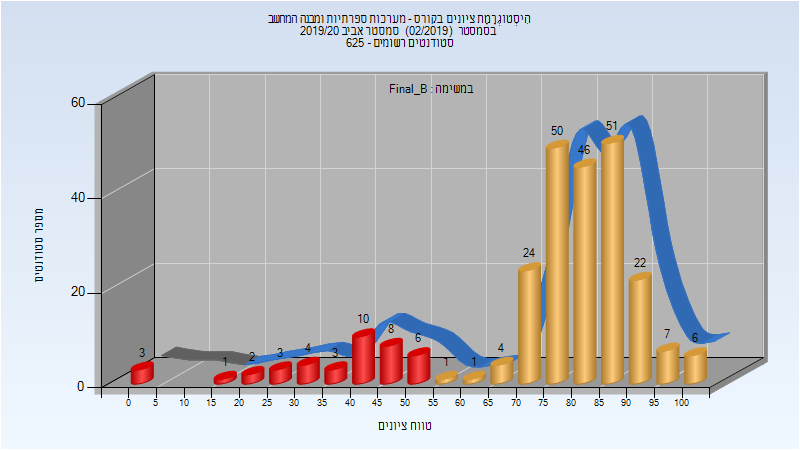 היסטוגרמת ציונים בקורס - מערכות ספרתיות ומבנה המחשב
בסמסטר (02/2019) סמסטר אביב 2019/20
סטודנטים רשומים - 625
במשימה : Final_B
מספר סטודנטים
60
40
20
0
3 1 2 3 4 3 10 8 6 1 1 4 24 50 46 51 22 7 6
0 5 10 15 20 25 30 35 40 45 50 55 60 65 70 75 80 85 90 95 100
טווח ציונים